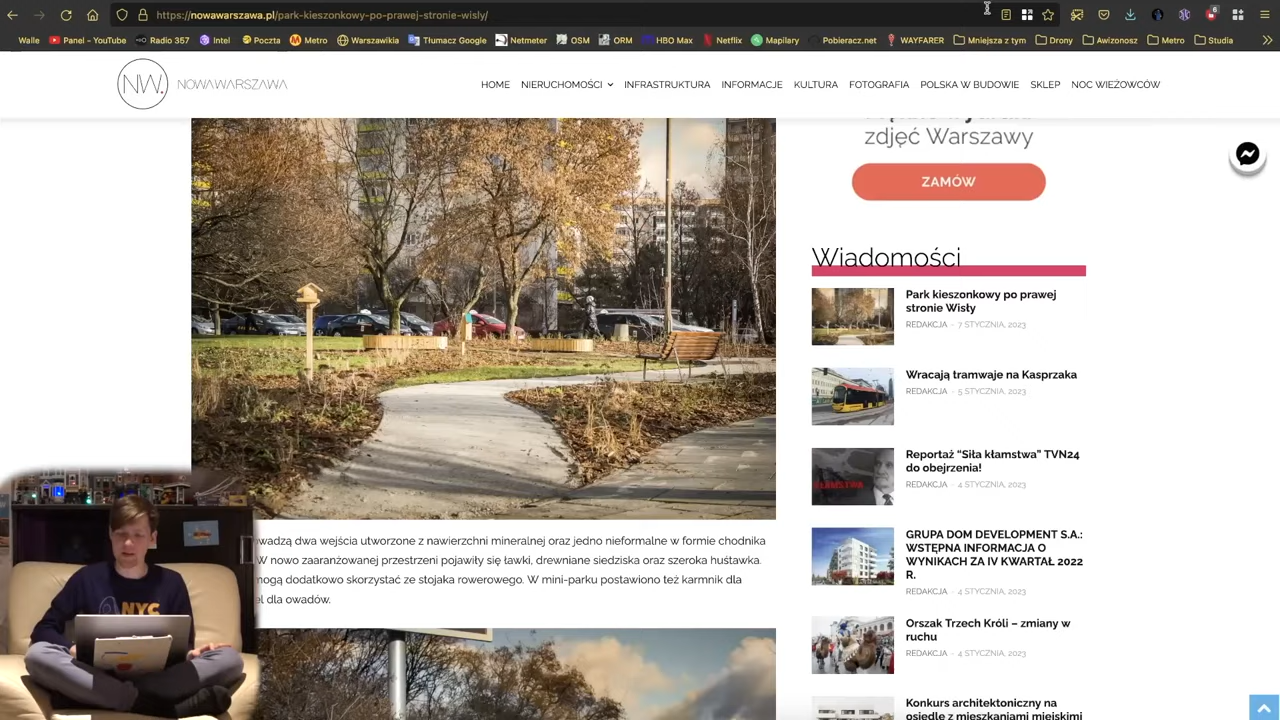 https://nowawarszawa.pl/park-kieszonkowy-po-prawej-stronie-wisly/
Walle
Panel - YouTube
Radio 357
Intel
Poczta
Metro
Warszawikia
Tłumacz Google
Netmeter
OSM
ORM
HBO Max
Netflix
Mapillary
Pobieracz.net
WAYFARER
Mniejsza z tym
Drony
Awizonosz
Metro
Studia
NW.
NOWAWARSZAWA
HOME
NIERUCHOMOŚCI
INFRASTRUKTURA
INFORMACJE
KULTURA
FOTOGRAFIA
POLSKA W BUDOWIE
SKLEP
NOC WIEŻOWCÓW
zdjęć Warszawy
ZAMÓW
Wiadomości
Park kieszonkowy po prawej
stronie Wisły
REDAKCJA - 7 STYCZNIA, 2023
Wracają tramwaje na Kasprzaka
REDAKCJA - 5 STYCZNIA, 2023
Reportaż “Siła kłamstwa” TVN24
do obejrzenia!
REDAKCJA - 4 STYCZNIA, 2023
GRUPA DOM DEVELOPMENT S.A.:
WSTĘPNA INFORMACJA O
WYNIKACH ZA IV KWARTAŁ 2022
R.
REDAKCJA - 4 STYCZNIA, 2023
Orszak Trzech Króli – zmiany w
ruchu
REDAKCJA - 4 STYCZNIA, 2023
Konkurs architektoniczny na
osiedle z mieszkaniami miejskimi
dwa wejścia utworzone z nawierzchni mineralnej oraz jedno nieformalne w formie chodnika
W nowo zaaranżowanej przestrzeni pojawiły się ławki, drewniane siedziska oraz szeroka huśtawka.
mogą dodatkowo skorzystać ze stojaka rowerowego. W mini-parku postawiono też karmnik dla
dla owadów.
NYC